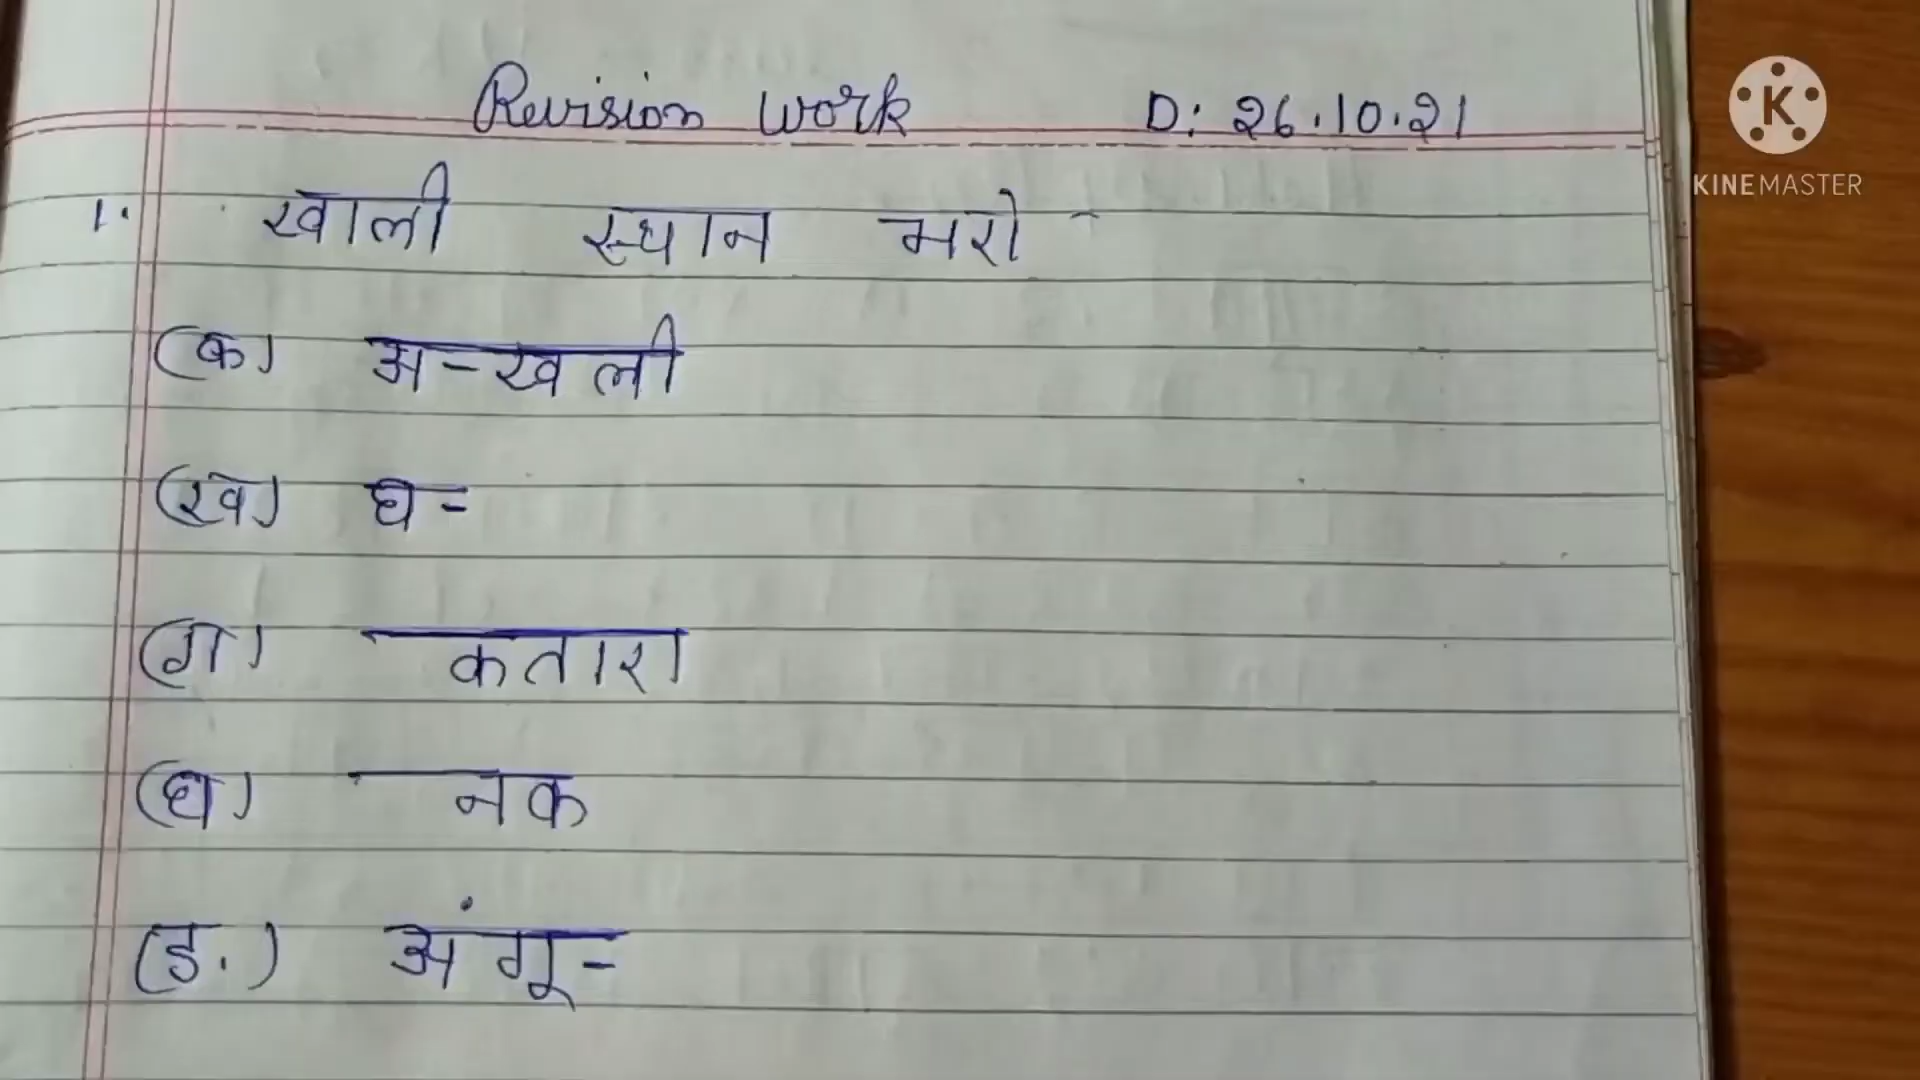 Revision Work D: 26.10.21
KINEMASTER
1. खाली स्थान भरो -
(क) अ-खली
(ख) घ-
(ग) -कतारा
(घ) -नक
(ङ) अंगू-